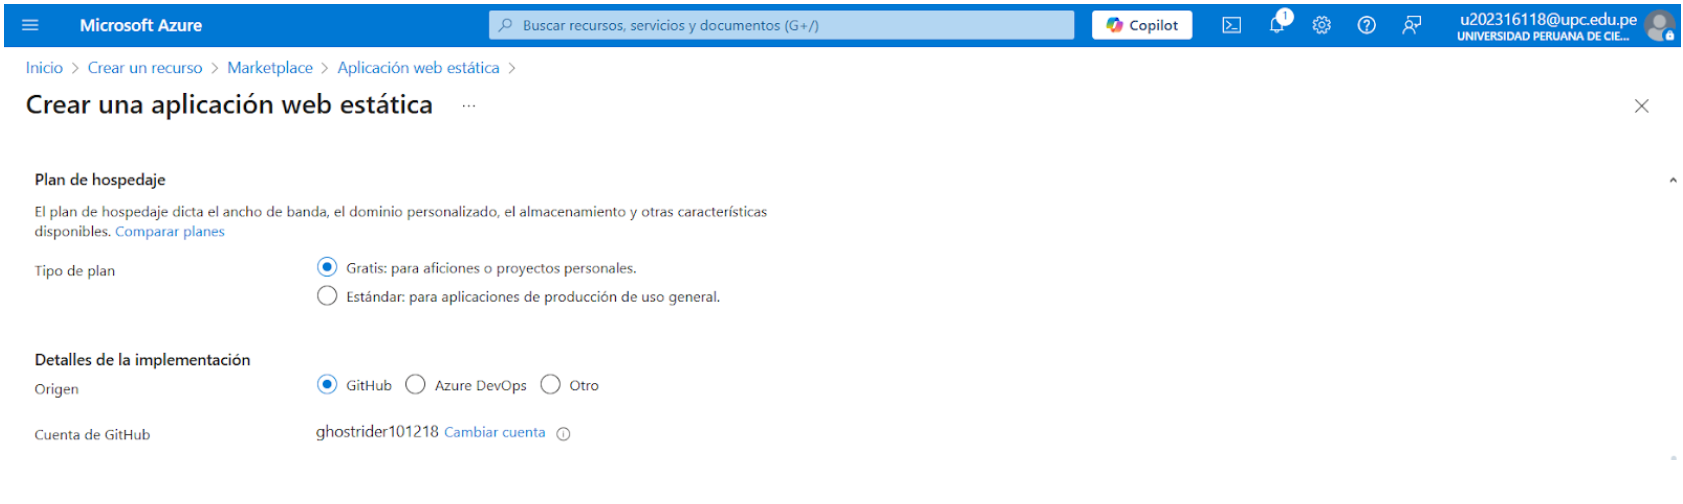 Microsoft Azure
Buscar recursos, servicios y documentos (G+/)
Copilot
1
u202316118@upc.edu.pe
UNIVERSIDAD PERUANA DE CIE...
Inicio > Crear un recurso > Marketplace > Aplicación web estática >
Crear una aplicación web estática ...
Plan de hospedaje
El plan de hospedaje dicta el ancho de banda, el dominio personalizado, el almacenamiento y otras características
disponibles. Comparar planes
Tipo de plan
Gratis: para aficiones o proyectos personales.
Estándar: para aplicaciones de producción de uso general.
Detalles de la implementación
Origen
GitHub Azure DevOps Otro
Cuenta de GitHub
ghostrider101218 Cambiar cuenta